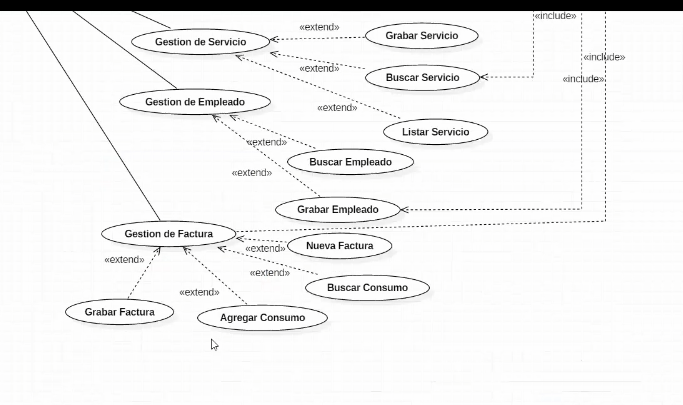 «include»
«extend»
Grabar Servicio
Gestion de Servicio
«include»
«extend»
Buscar Servicio
«include»
Gestion de Empleado
«extend»
Listar Servicio
«extend»
Buscar Empleado
«extend»
Grabar Empleado
Gestion de Factura
«extend»
Nueva Factura
«extend»
«extend»
Buscar Consumo
«extend»
Grabar Factura
Agregar Consumo